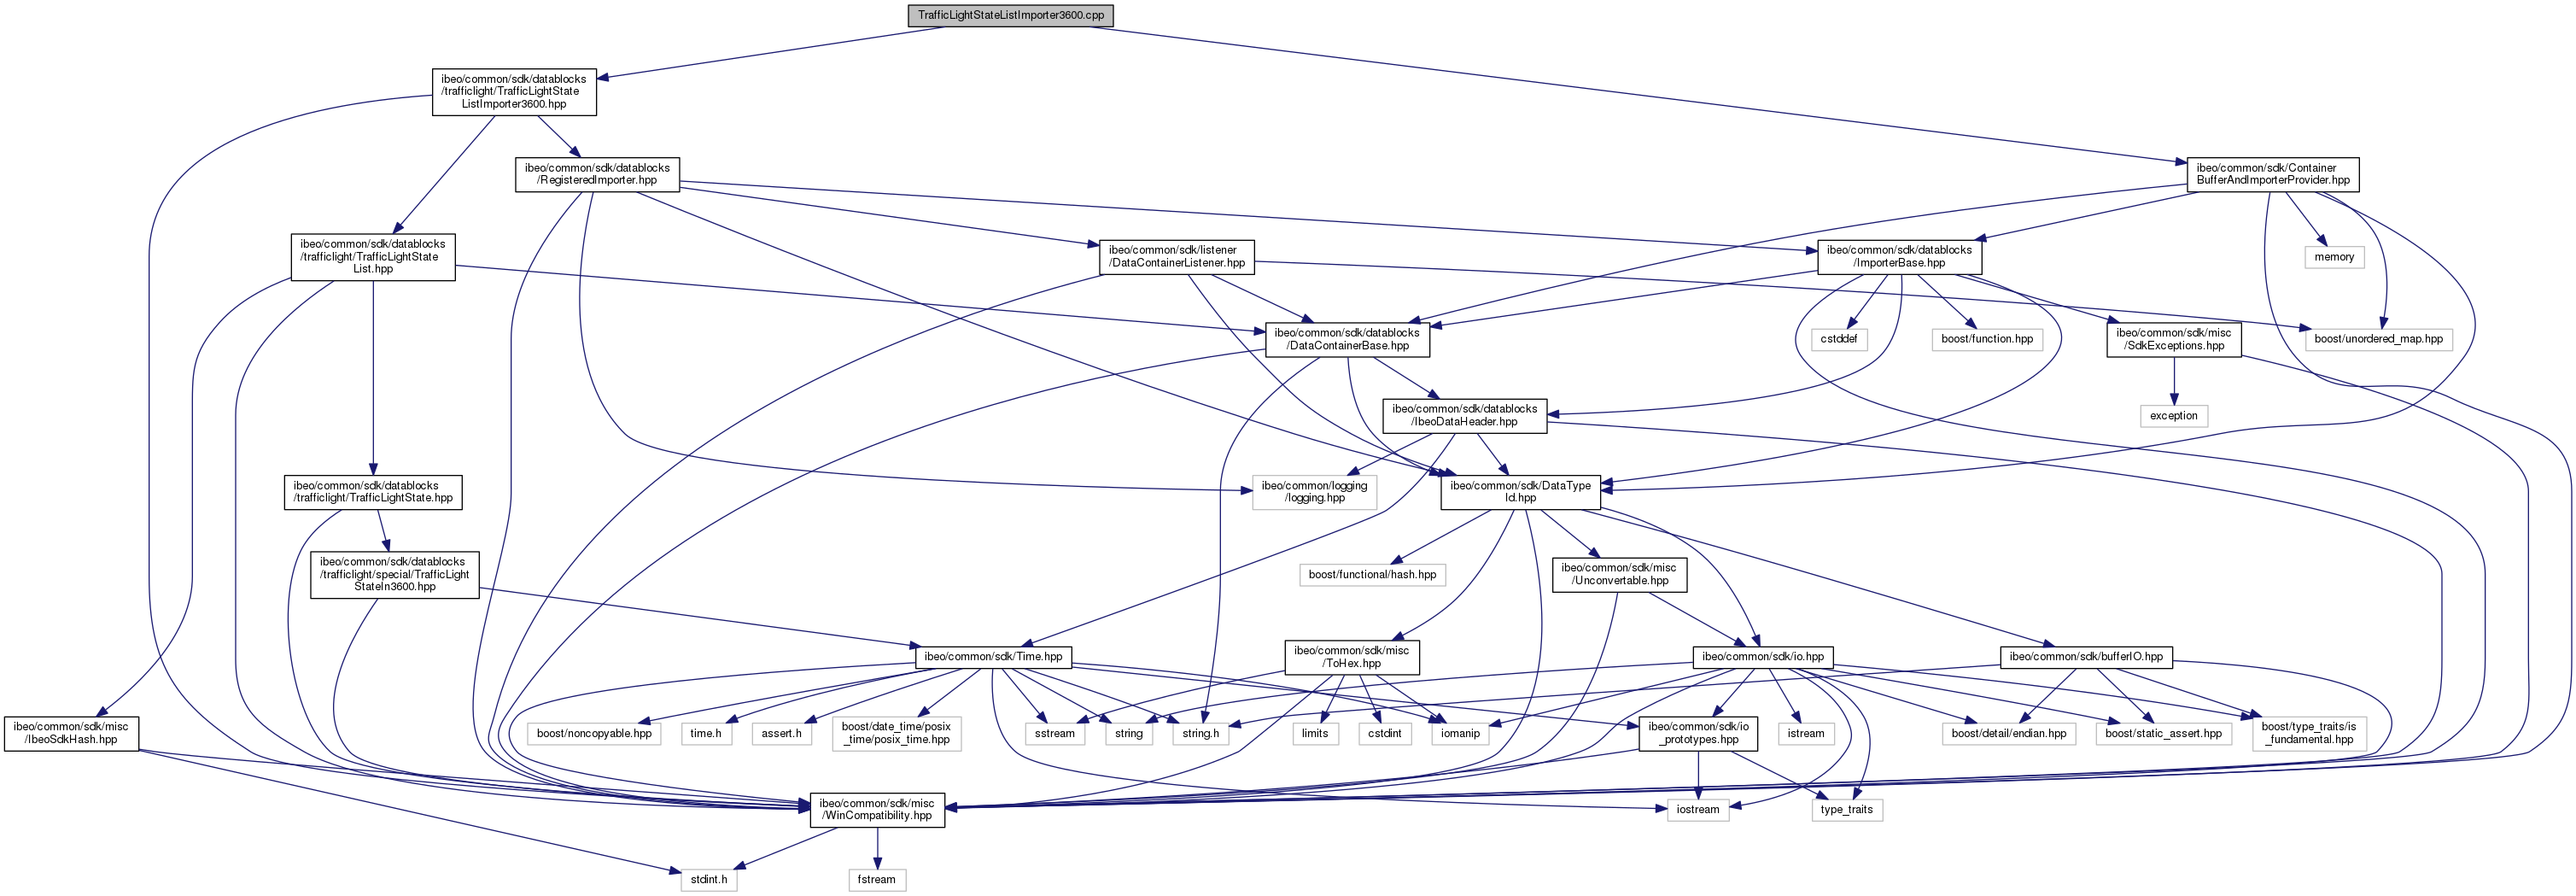 TrafficLightStateListImporter3600.cpp
ibeo/common/sdk/datablocks
/trafficlight/TrafficLightState
ListImporter3600.hpp
ibeo/common/sdk/datablocks
/RegisteredImporter.hpp
ibeo/common/sdk/Container
BufferAndImporterProvider.hpp
ibeo/common/sdk/datablocks
/trafficlight/TrafficLightState
List.hpp
ibeo/common/sdk/listener
/DataContainerListener.hpp
ibeo/common/sdk/datablocks
/ImporterBase.hpp
memory
ibeo/common/sdk/datablocks
/DataContainerBase.hpp
cstddef
boost/function.hpp
ibeo/common/sdk/misc
/SdkExceptions.hpp
boost/unordered_map.hpp
ibeo/common/sdk/datablocks
/IbeoDataHeader.hpp
exception
ibeo/common/sdk/datablocks
/trafficlight/TrafficLightState.hpp
ibeo/common/logging
/logging.hpp
ibeo/common/sdk/DataType
Id.hpp
ibeo/common/sdk/datablocks
/trafficlight/special/TrafficLight
StateIn3600.hpp
boost/functional/hash.hpp
ibeo/common/sdk/misc
/Unconvertable.hpp
ibeo/common/sdk/Time.hpp
ibeo/common/sdk/misc
/ToHex.hpp
ibeo/common/sdk/io.hpp
ibeo/common/sdk/bufferIO.hpp
ibeo/common/sdk/misc
/IbeoSdkHash.hpp
boost/noncopyable.hpp
time.h
assert.h
boost/date_time/posix
_time/posix_time.hpp
sstream
string
string.h
limits
cstdint
iomanip
ibeo/common/sdk/io
_prototypes.hpp
istream
boost/detail/endian.hpp
boost/static_assert.hpp
boost/type_traits/is
_fundamental.hpp
ibeo/common/sdk/misc
/WinCompatibility.hpp
iostream
type_traits
stdint.h
fstream